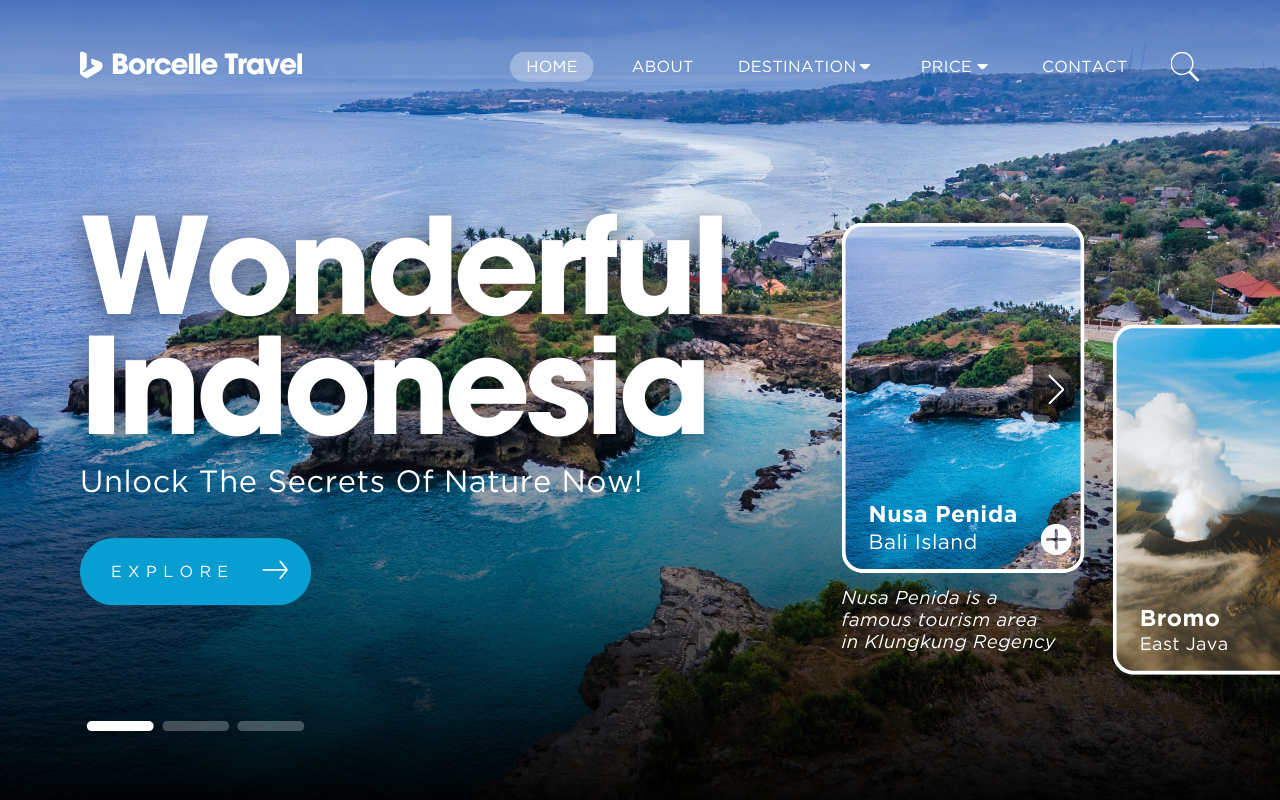 Borcelle Travel
HOME
ABOUT
DESTINATION
PRICE
CONTACT
Wonderful
Indonesia
Unlock The Secrets Of Nature Now!
EXPLORE
Nusa Penida
Bali Island
Nusa Penida is a
famous tourism area
in Klungkung Regency
Bromo
East Java